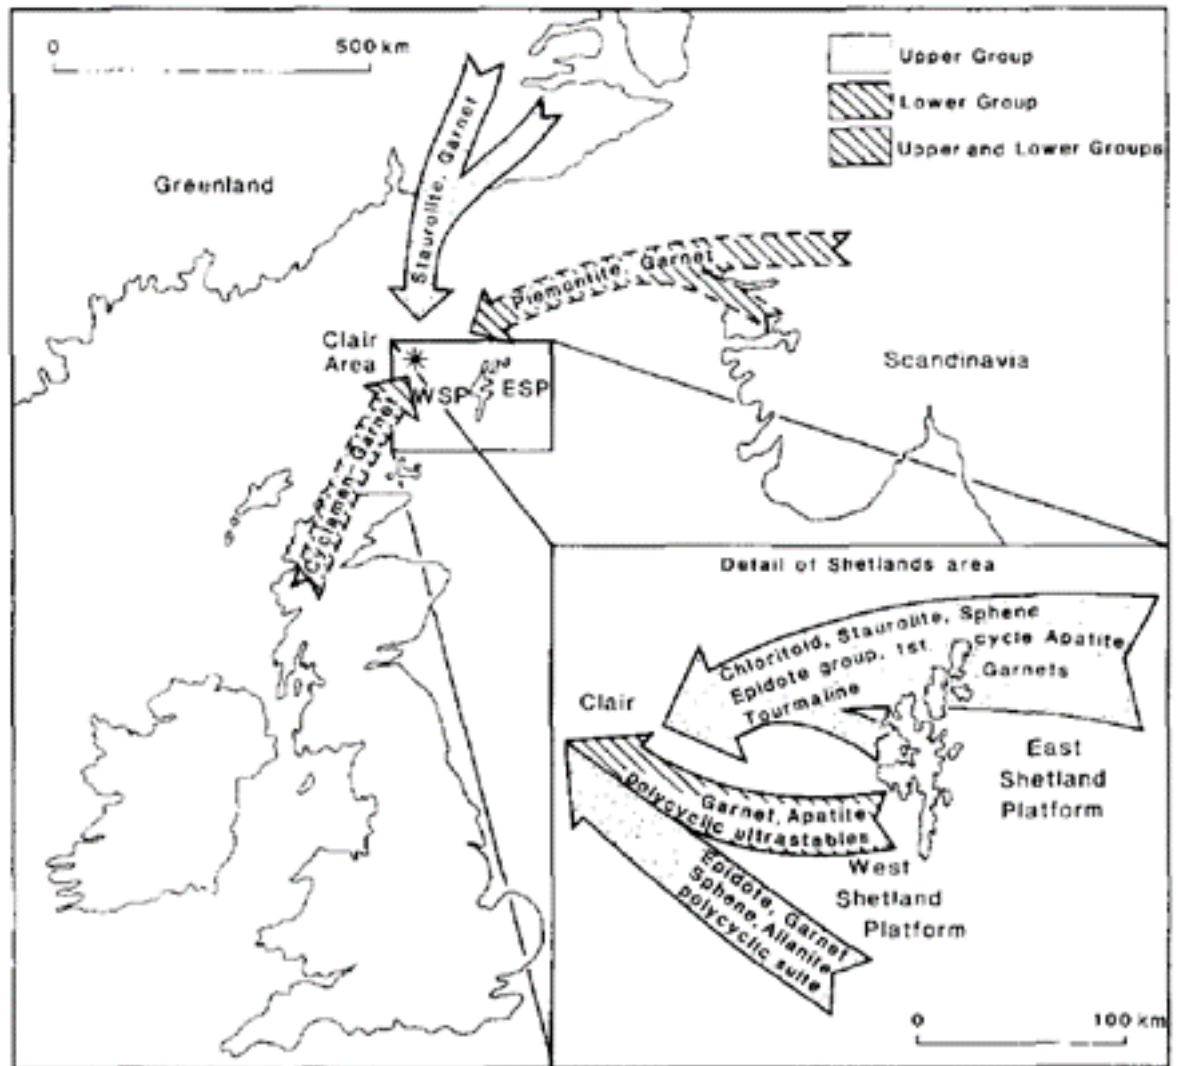 0 500 km
Upper Group
Lower Group
Upper and Lower Groups
Greenland
Staurolite, Garnet
Piemontite, Garnet
Clair
Area
WSP
ESP
Scandinavia
Cyclamen Garnet
Detail of Shetlands area
Chloritoid, Staurolite, Sphene
Epidote group, 1st. cycle Apatite
Tourmaline Garnets
Clair
East
Shetland
Platform
Garnet, Apatite
polycyclic ultrastables
West
Shetland
Platform
Epidote, Garnet
Sphene, Allanite
polycyclic suite
0 100 km